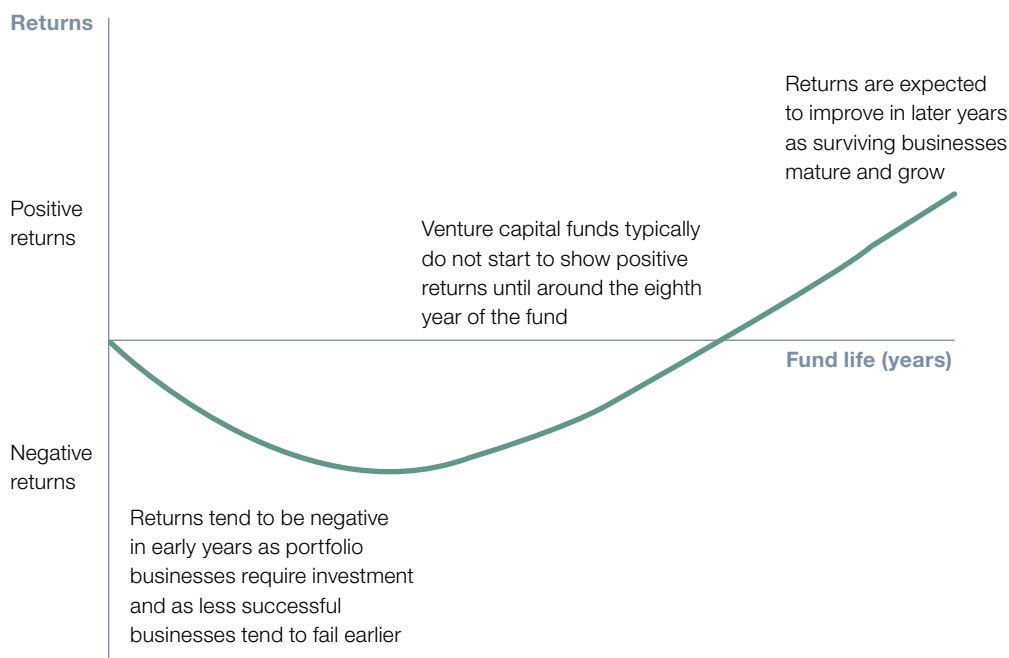 Returns
Returns are expected
to improve in later years
as surviving businesses
mature and grow
Positive
returns
Venture capital funds typically
do not start to show positive
returns until around the eighth
year of the fund
Fund life (years)
Negative
returns
Returns tend to be negative
in early years as portfolio
businesses require investment
and as less successful
businesses tend to fail earlier